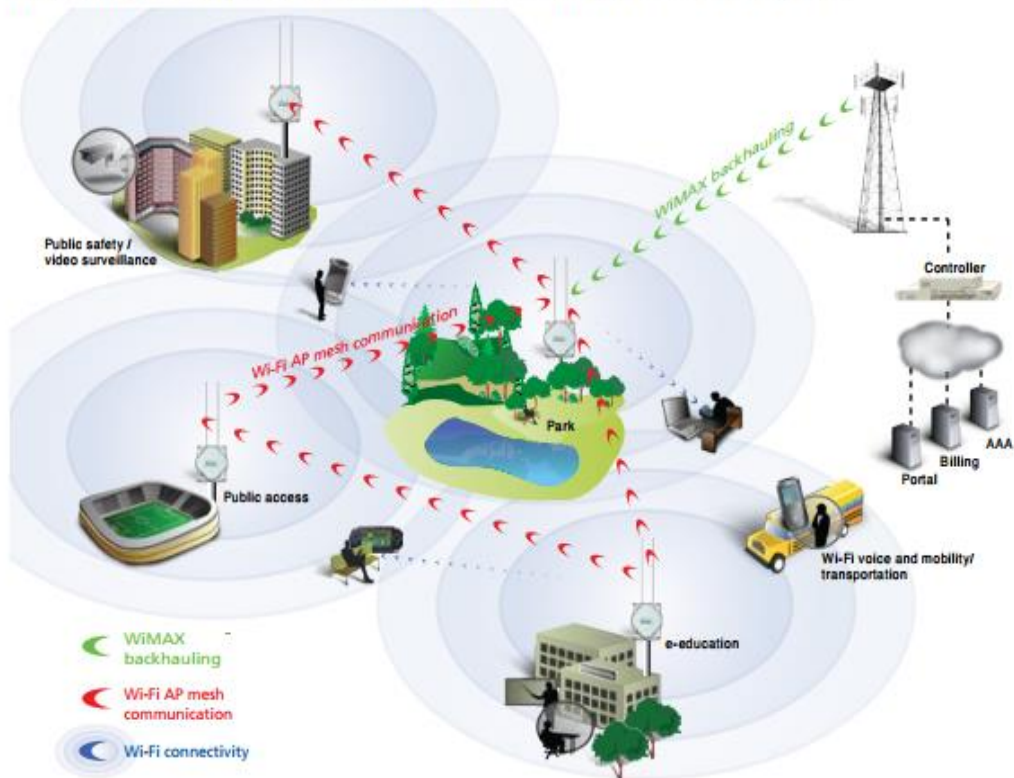 WiMAX backhauling
Public safety /
video surveillance
Controller
Wi-Fi AP mesh communication
Park
AAA
Billing
Portal
Public access
Wi-Fi voice and mobility/
transportation
e-education
WiMAX
backhauling
Wi-Fi AP mesh
communication
Wi-Fi connectivity